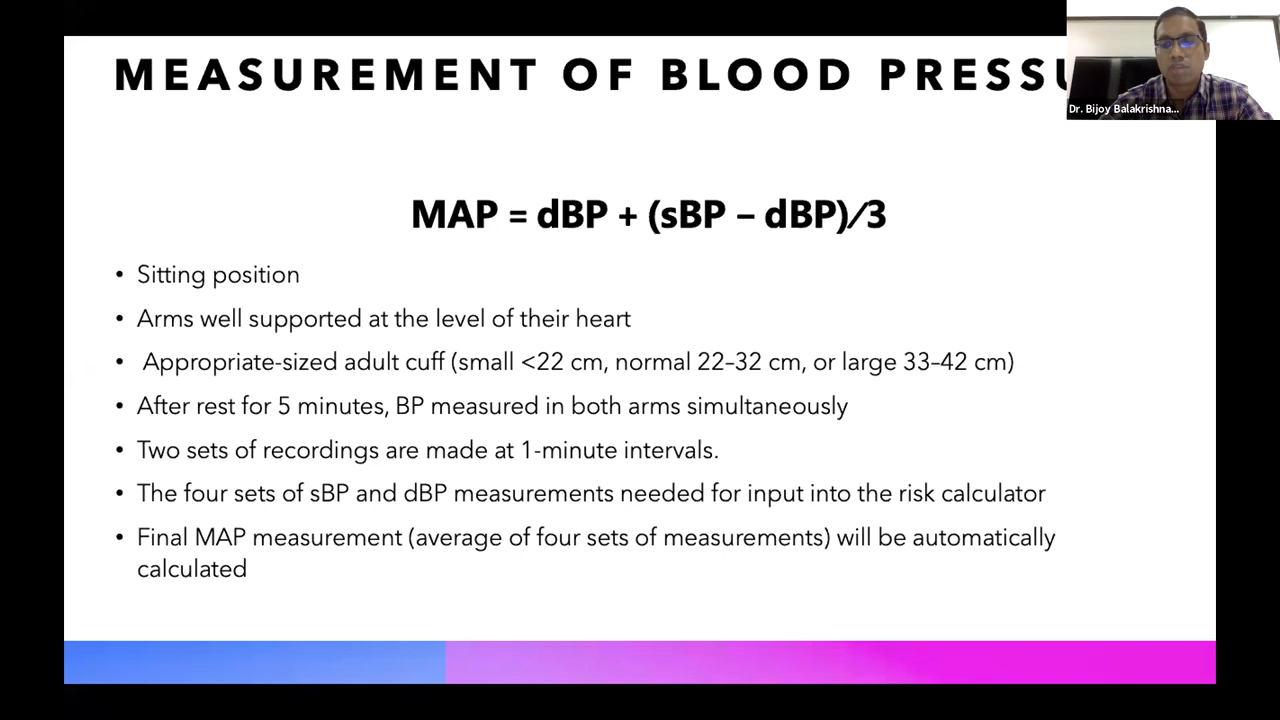 MEASUREMENT OF BLOOD PRESSU
Dr. Bijoy Balakrishna...
MAP = dBP + (sBP – dBP)/3
• Sitting position
• Arms well supported at the level of their heart
• Appropriate-sized adult cuff (small <22 cm, normal 22–32 cm, or large 33–42 cm)
• After rest for 5 minutes, BP measured in both arms simultaneously
• Two sets of recordings are made at 1-minute intervals.
• The four sets of sBP and dBP measurements needed for input into the risk calculator
• Final MAP measurement (average of four sets of measurements) will be automatically
calculated